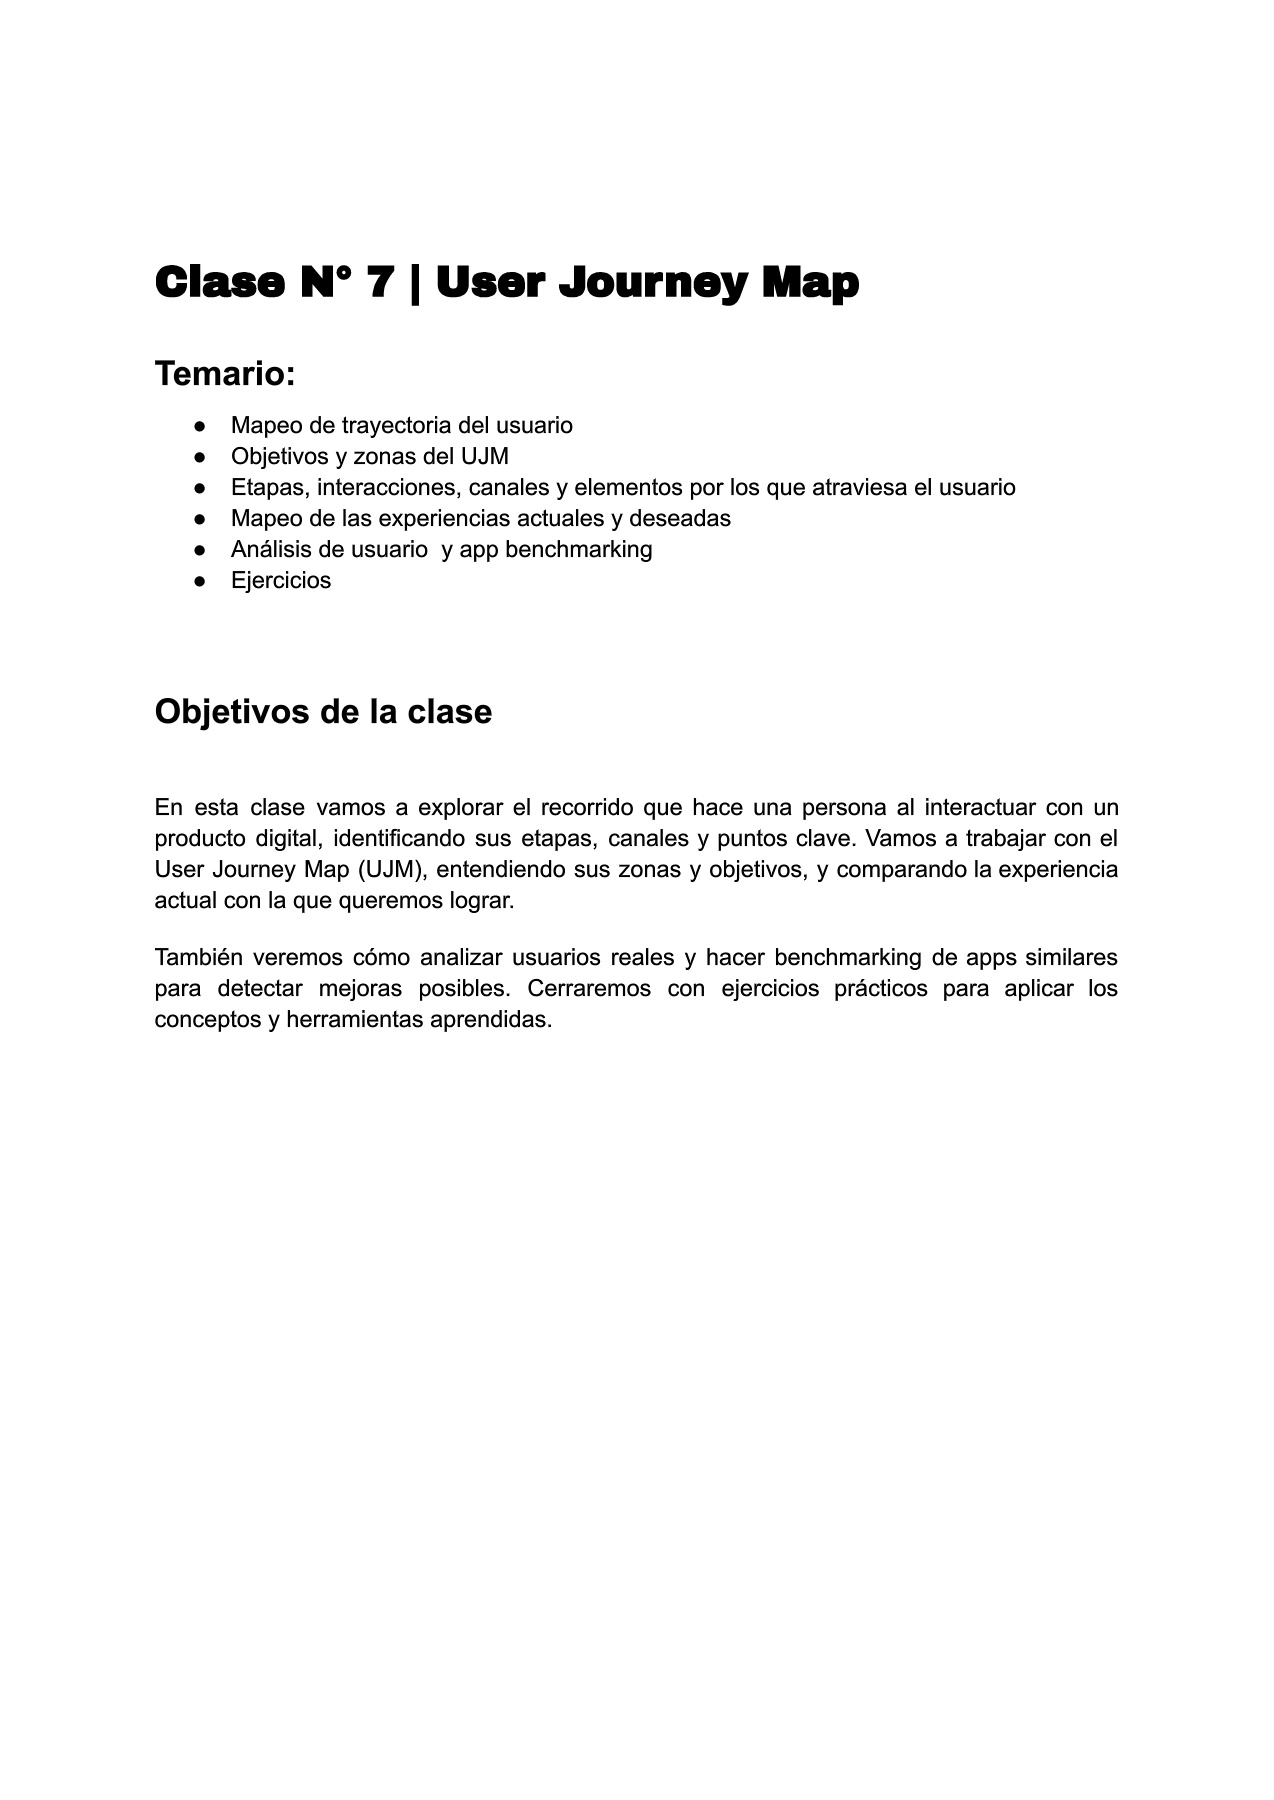 Clase N° 7 | User Journey Map
Temario:
● Mapeo de trayectoria del usuario
● Objetivos y zonas del UJM
● Etapas, interacciones, canales y elementos por los que atraviesa el usuario
● Mapeo de las experiencias actuales y deseadas
● Análisis de usuario  y app benchmarking
● Ejercicios
Objetivos de la clase
En esta clase vamos a explorar el recorrido que hace una persona al interactuar con un
producto digital, identificando sus etapas, canales y puntos clave. Vamos a trabajar con el
User Journey Map (UJM), entendiendo sus zonas y objetivos, y comparando la experiencia
actual con la que queremos lograr.
También veremos cómo analizar usuarios reales y hacer benchmarking de apps similares
para detectar mejoras posibles. Cerraremos con ejercicios prácticos para aplicar los
conceptos y herramientas aprendidas.